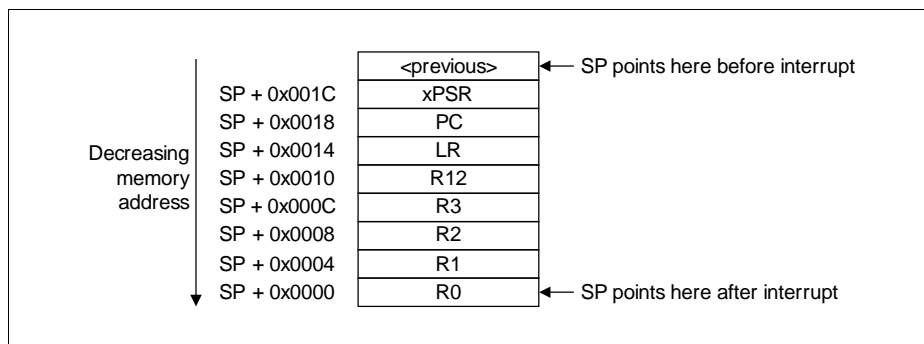 <previous> SP points here before interrupt
SP + 0x001C xPSR
SP + 0x0018 PC
SP + 0x0014 LR
Decreasing
memory
address
SP + 0x0010 R12
SP + 0x000C R3
SP + 0x0008 R2
SP + 0x0004 R1
SP + 0x0000 R0 SP points here after interrupt